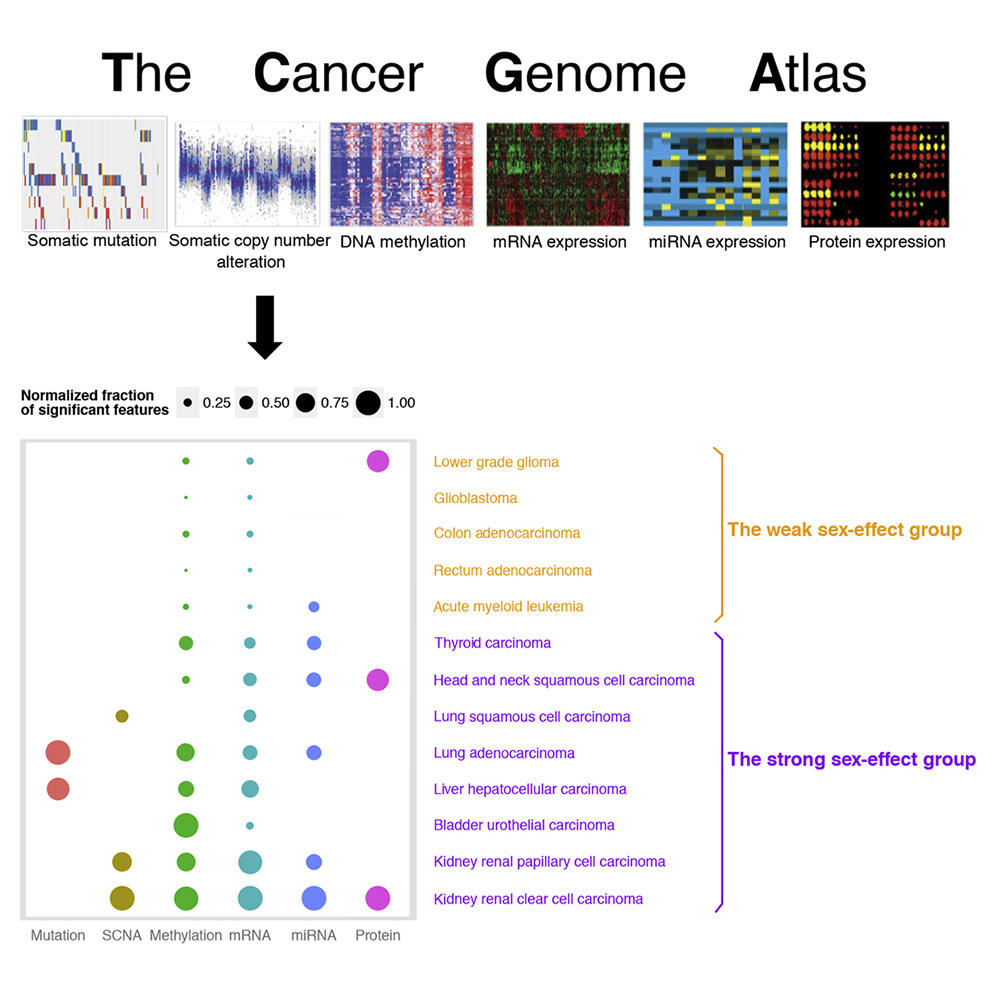 The Cancer Genome Atlas
Somatic mutation
Somatic copy number
alteration
DNA methylation
mRNA expression
miRNA expression
Protein expression
Normalized fraction
of significant features
0.25 0.50 0.75 1.00
Lower grade glioma
Glioblastoma
Colon adenocarcinoma
Rectum adenocarcinoma
Acute myeloid leukemia
The weak sex-effect group
Thyroid carcinoma
Head and neck squamous cell carcinoma
Lung squamous cell carcinoma
Lung adenocarcinoma
Liver hepatocellular carcinoma
Bladder urothelial carcinoma
Kidney renal papillary cell carcinoma
Kidney renal clear cell carcinoma
The strong sex-effect group
Mutation SCNA Methylation mRNA miRNA Protein